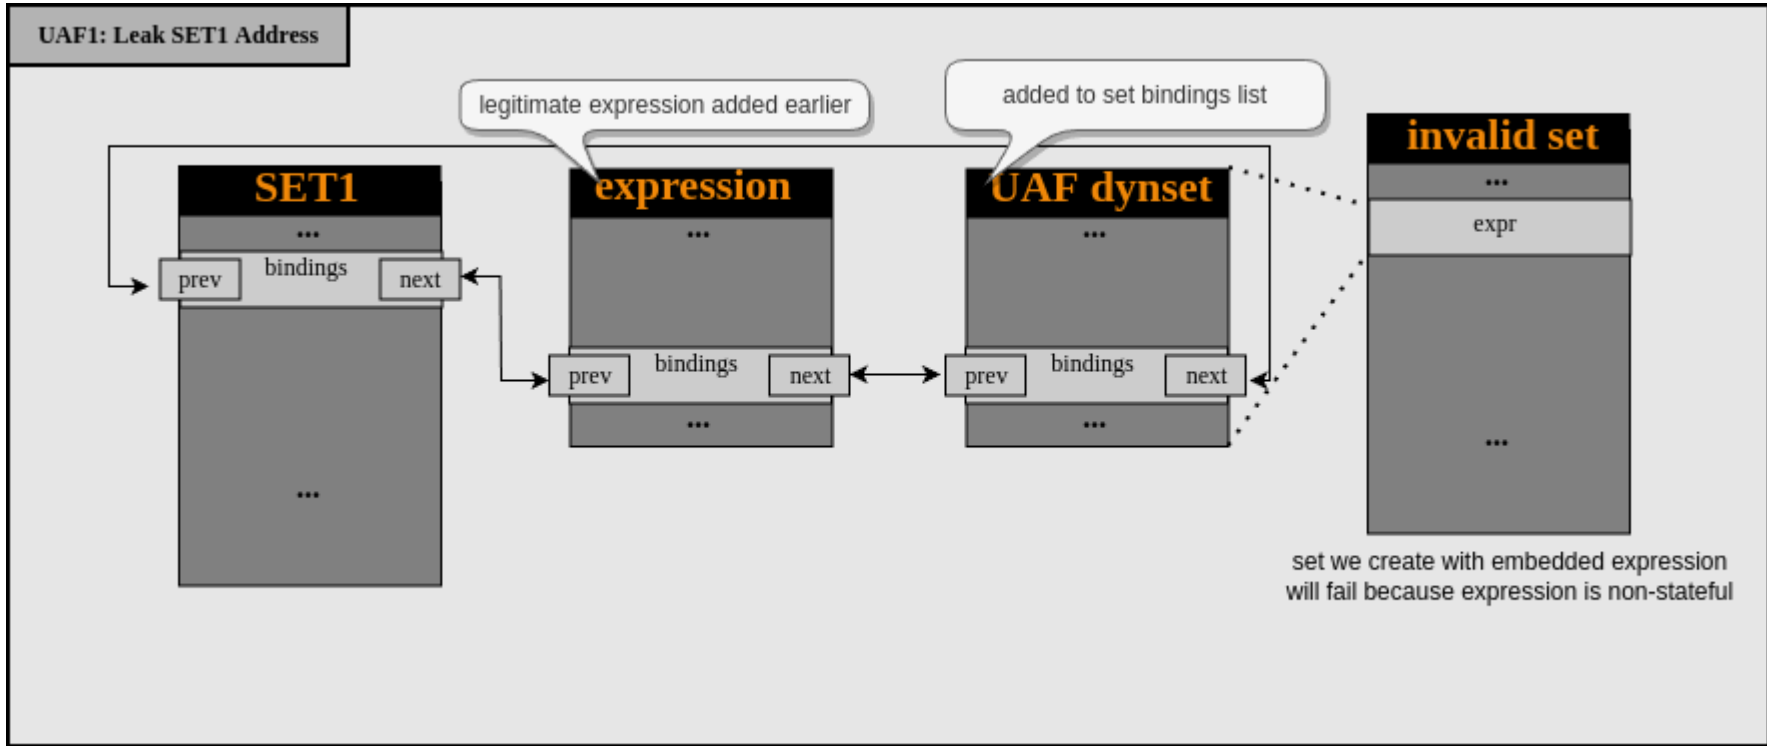 UAF1: Leak SET1 Address
legitimate expression added earlier
added to set bindings list
SET1
...
prev
bindings
next
...
expression
...
prev
bindings
next
...
UAF dynset
...
prev
bindings
next
...
invalid set
...
expr
...
set we create with embedded expression
will fail because expression is non-stateful